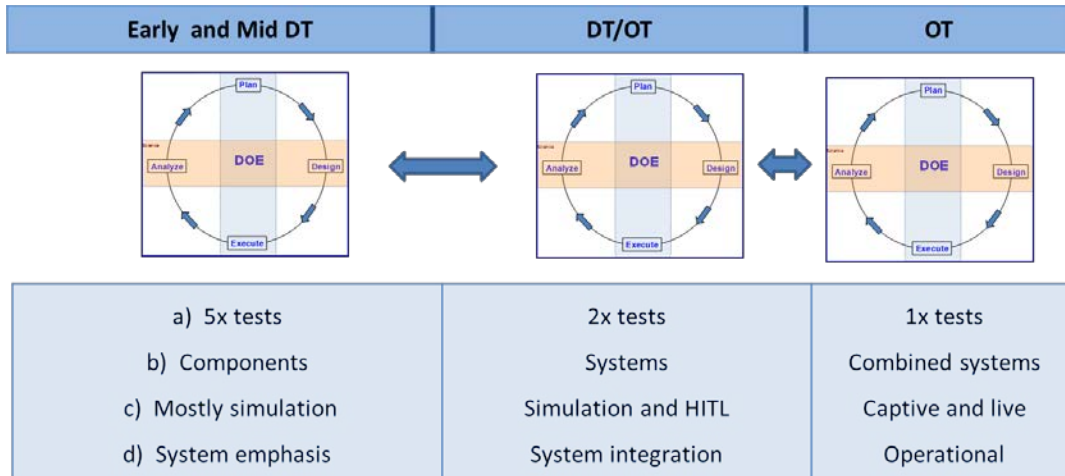 Early and Mid DT
DT/OT
OT
Plan
Analyze
DOE
Design
Execute
Plan
Analyze
DOE
Design
Execute
Plan
Analyze
DOE
Design
Execute
a) 5x tests
2x tests
1x tests
b) Components
Systems
Combined systems
c) Mostly simulation
Simulation and HITL
Captive and live
d) System emphasis
System integration
Operational